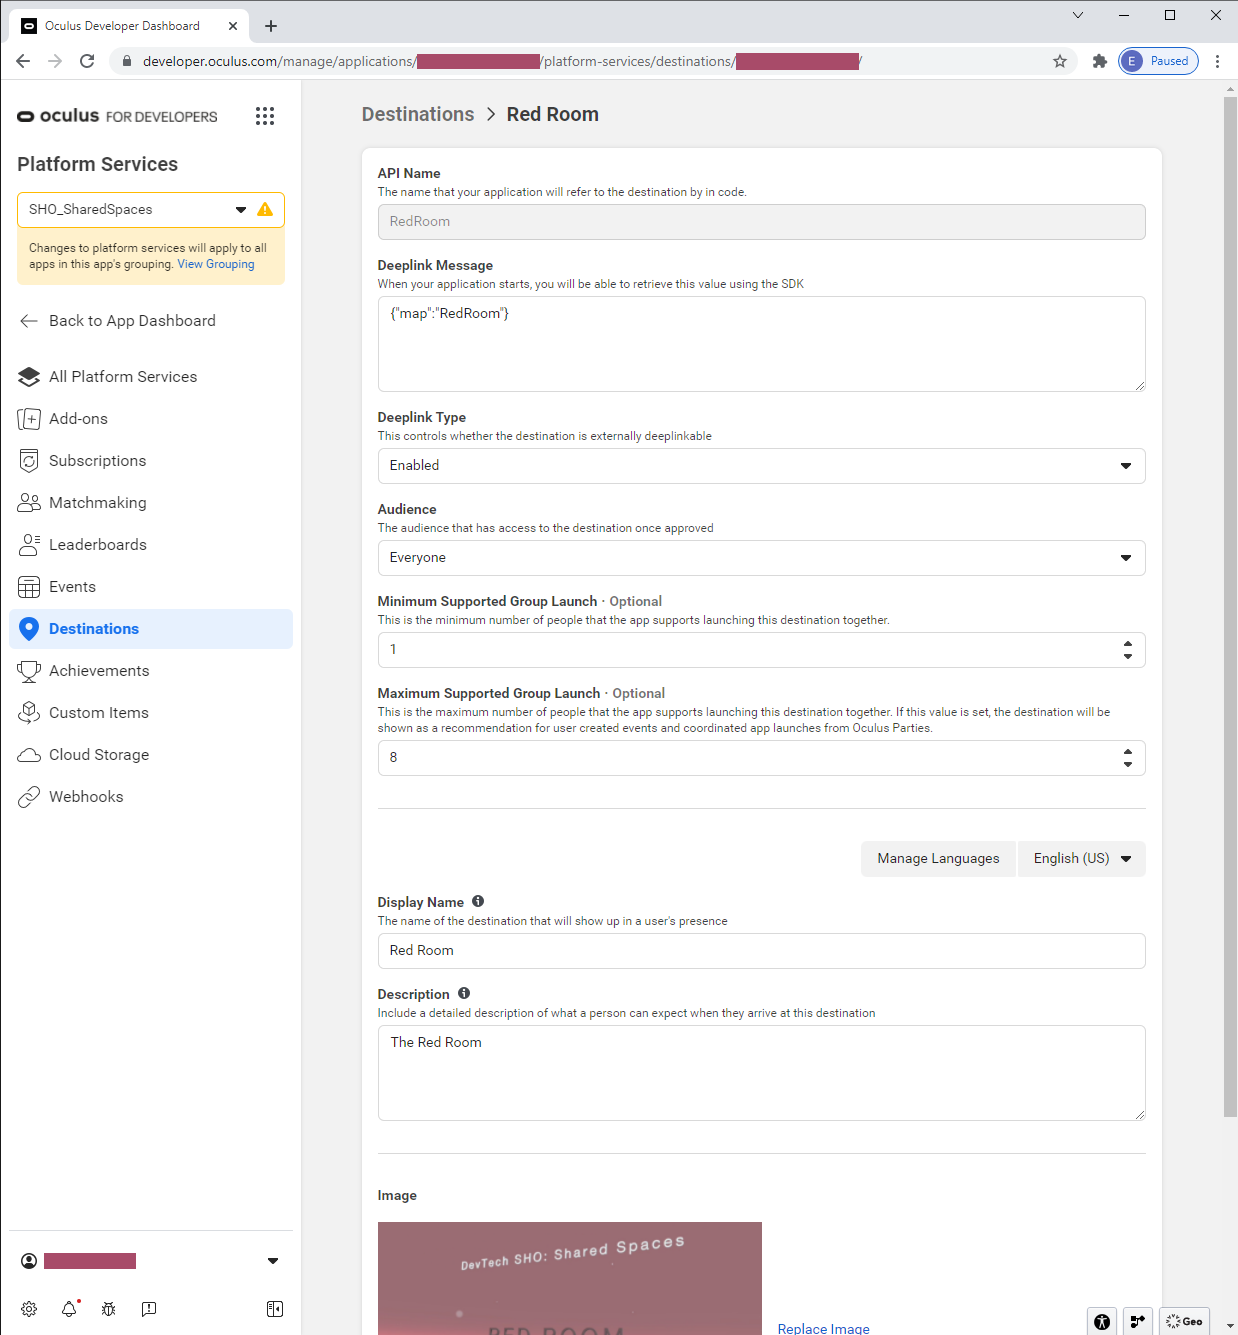 Oculus Developer Dashboard
developer.oculus.com/manage/applications/ /platform-services/destinations/ /
E Paused
oculus FOR DEVELOPERS
Platform Services
SHO_SharedSpaces
Changes to platform services will apply to all
apps in this app's grouping. View Grouping
Back to App Dashboard
All Platform Services
Add-ons
Subscriptions
Matchmaking
Leaderboards
Events
Destinations
Achievements
Custom Items
Cloud Storage
Webhooks
Destinations > Red Room
API Name
The name that your application will refer to the destination by in code.
RedRoom
Deeplink Message
When your application starts, you will be able to retrieve this value using the SDK
{"map":"RedRoom"}
Deeplink Type
This controls whether the destination is externally deeplinkable
Enabled
Audience
The audience that has access to the destination once approved
Everyone
Minimum Supported Group Launch · Optional
This is the minimum number of people that the app supports launching this destination together.
1
Maximum Supported Group Launch · Optional
This is the maximum number of people that the app supports launching this destination together. If this value is set, the destination will be
shown as a recommendation for user created events and coordinated app launches from Oculus Parties.
8
Manage Languages
English (US)
Display Name
The name of the destination that will show up in a user's presence
Red Room
Description
Include a detailed description of what a person can expect when they arrive at this destination
The Red Room
Image
DevTech SHO: Shared Spaces
RED ROOM
Replace Image
Geo